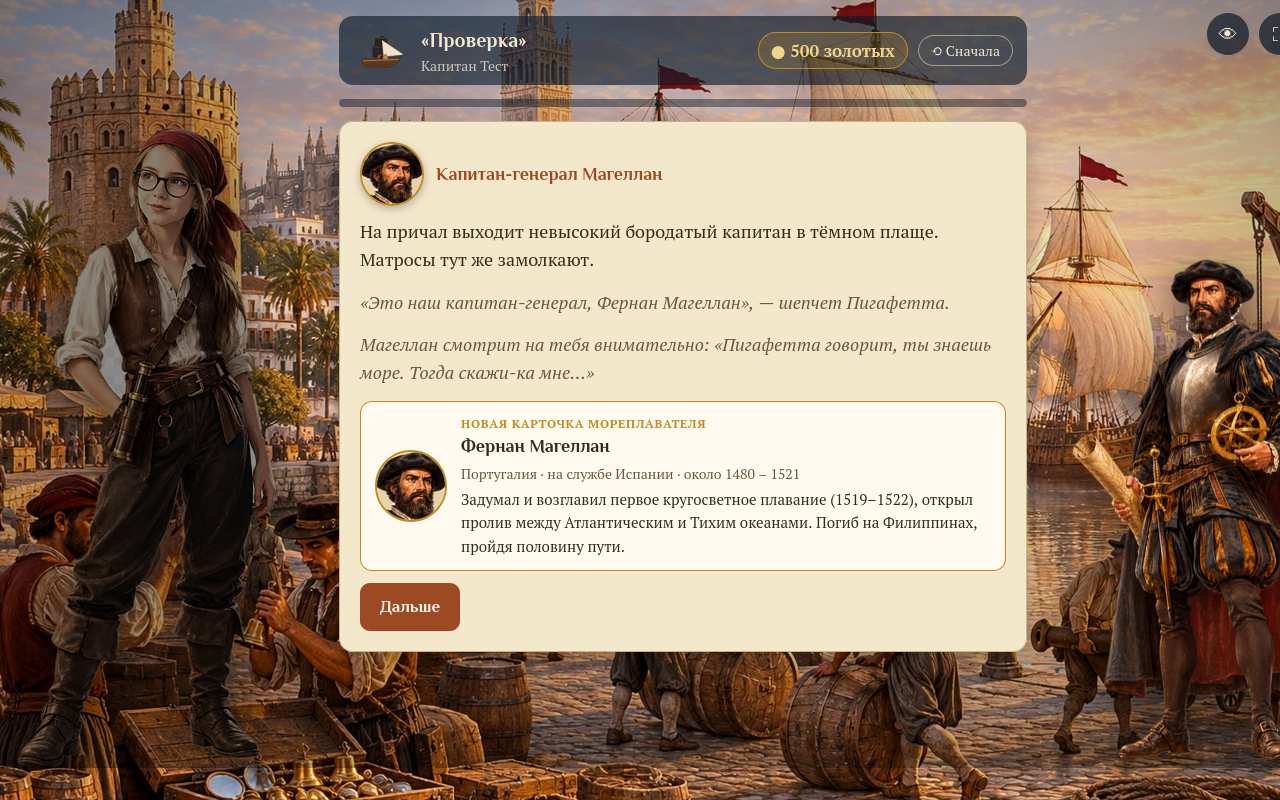 «Проверка»
Капитан Тест
500 золотых
⟲ Сначала
Капитан-генерал Магеллан
На причал выходит невысокий бородатый капитан в тёмном плаще.
Матросы тут же замолкают.
«Это наш капитан-генерал, Фернан Магеллан», — шепчет Пигафетта.
Магеллан смотрит на тебя внимательно: «Пигафетта говорит, ты знаешь
море. Тогда скажи-ка мне…»
НОВАЯ КАРТОЧКА МОРЕПЛАВАТЕЛЯ
Фернан Магеллан
Португалия · на службе Испании · около 1480 – 1521
Задумал и возглавил первое кругосветное плавание (1519–1522), открыл
пролив между Атлантическим и Тихим океанами. Погиб на Филиппинах,
пройдя половину пути.
Дальше